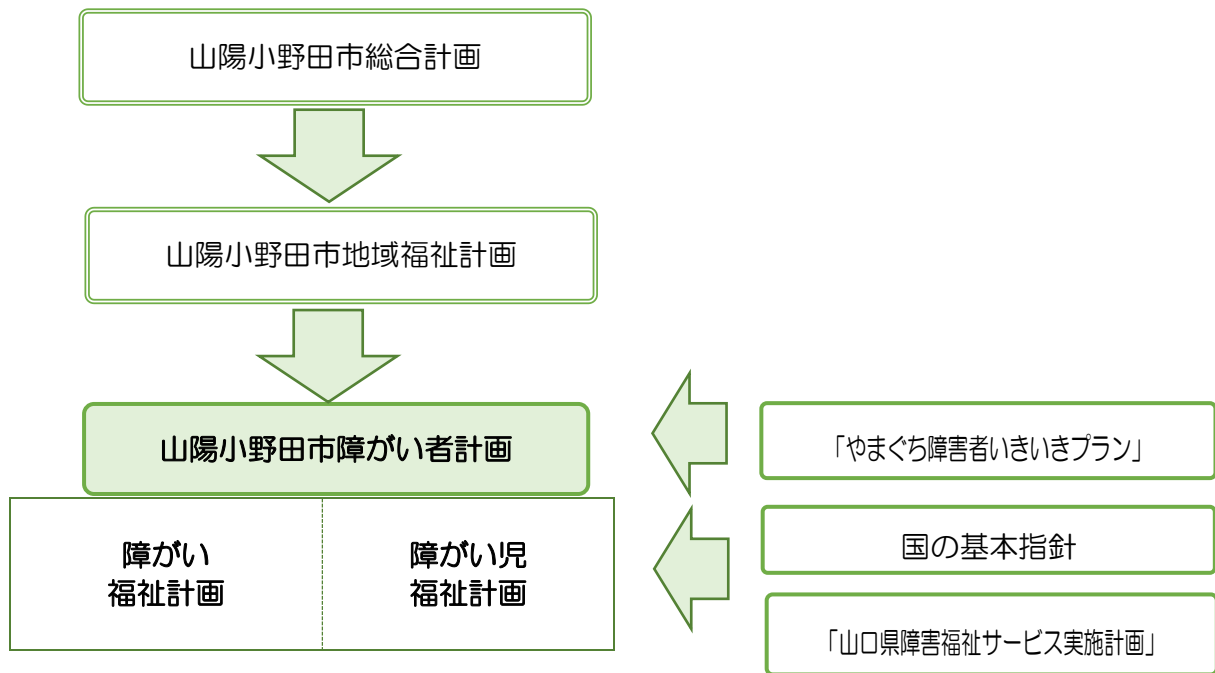 山陽小野田市総合計画
山陽小野田市地域福祉計画
山陽小野田市障がい者計画
「やまぐち障害者いきいきプラン」
障がい
福祉計画
障がい児
福祉計画
国の基本指針
「山口県障害福祉サービス実施計画」